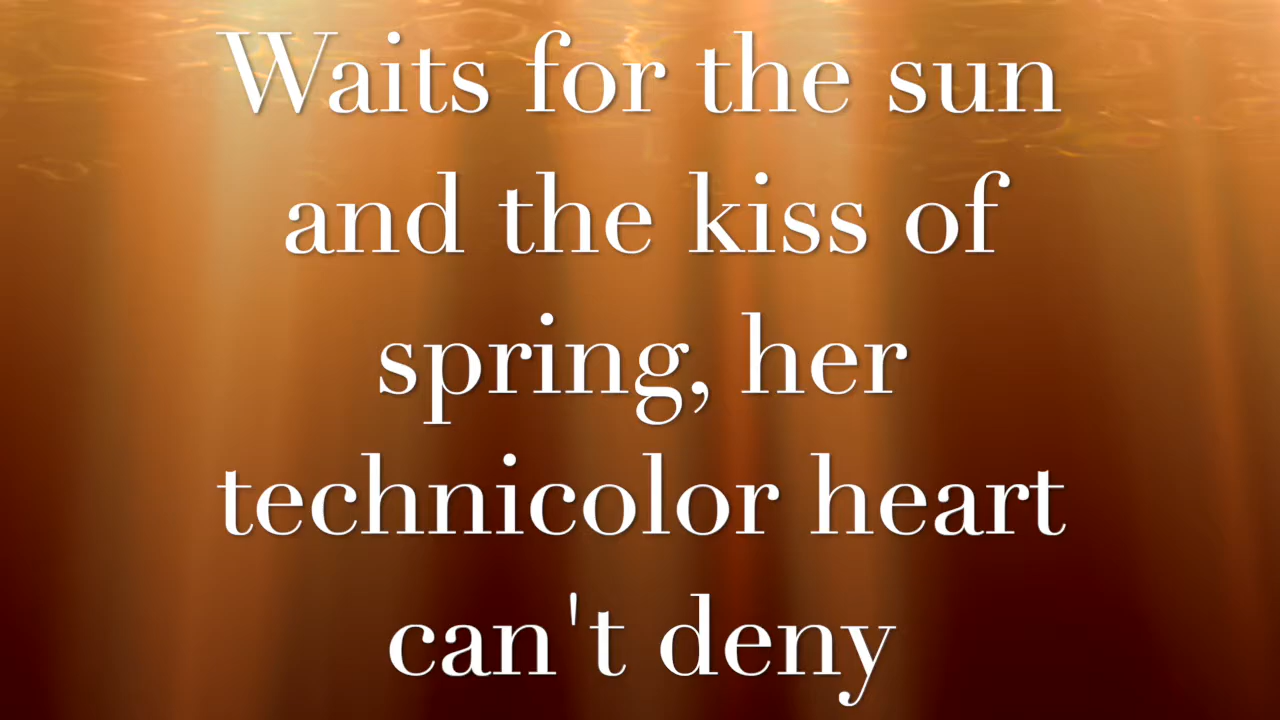 Waits for the sun
and the kiss of
spring, her
technicolor heart
can't deny